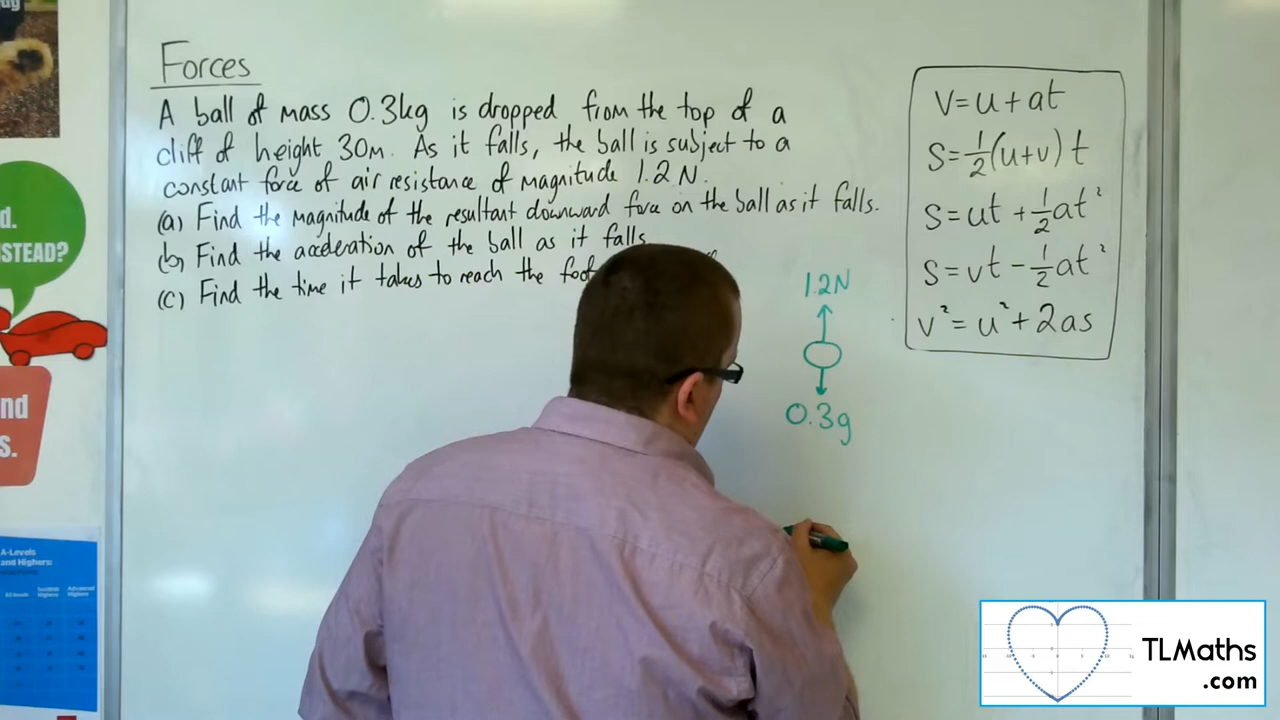 Forces
A ball of mass 0.3kg is dropped from the top of a
cliff of height 30m. As it falls, the ball is subject to a
constant force of air resistance of magnitude 1.2N.
(a) Find the magnitude of the resultant downward force on the ball as it falls.
(b) Find the acceleration of the ball as it falls
(c) Find the time it takes to reach the foot
1.2N
0.3g
v=u+at
s=½(u+v)t
s=ut+½at²
s=vt-½at²
v²=u²+2as
d.
STEAD?
nd
s.
A-Levels
and Highers:
TLMaths
.com